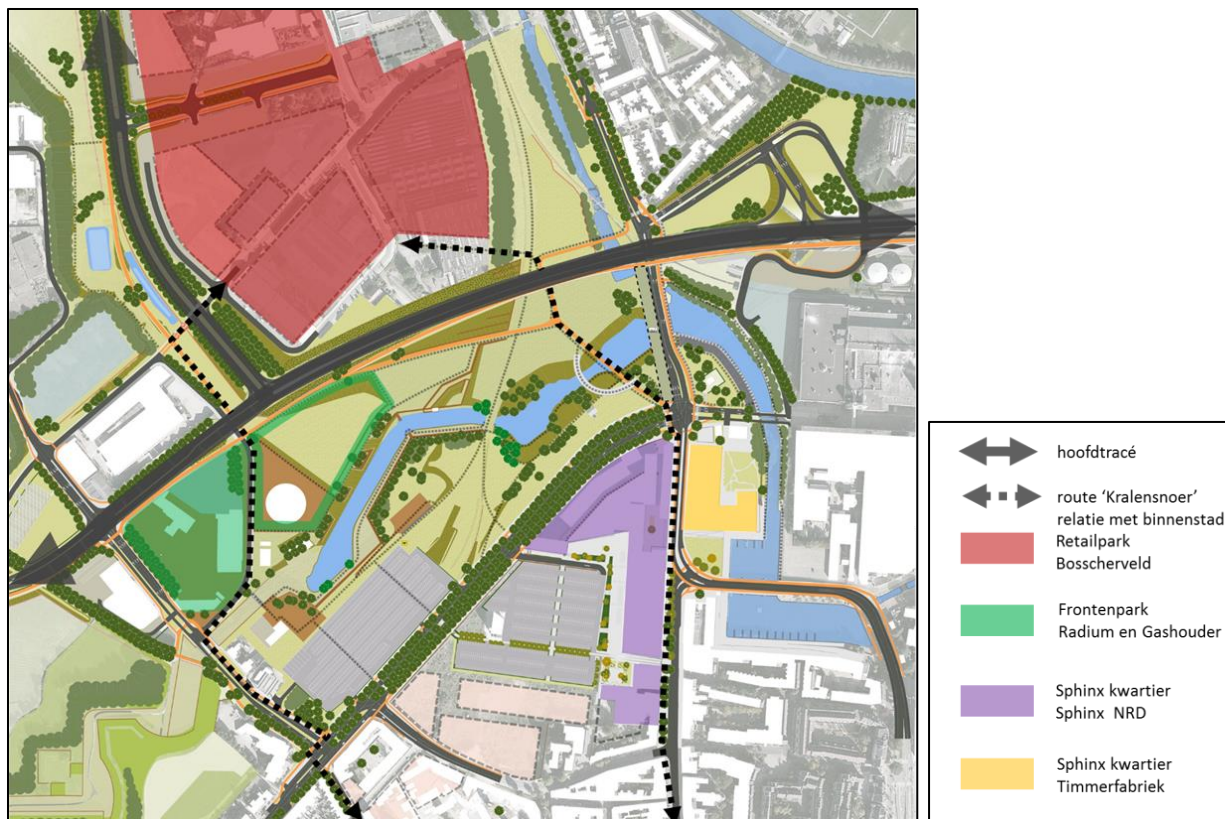 hoofdtracé
route ‘Kralensnoer’
relatie met binnenstad
Retailpark
Bosscherveld
Frontenpark
Radium en Gashouder
Sphinx kwartier
Sphinx NRD
Sphinx kwartier
Timmerfabriek